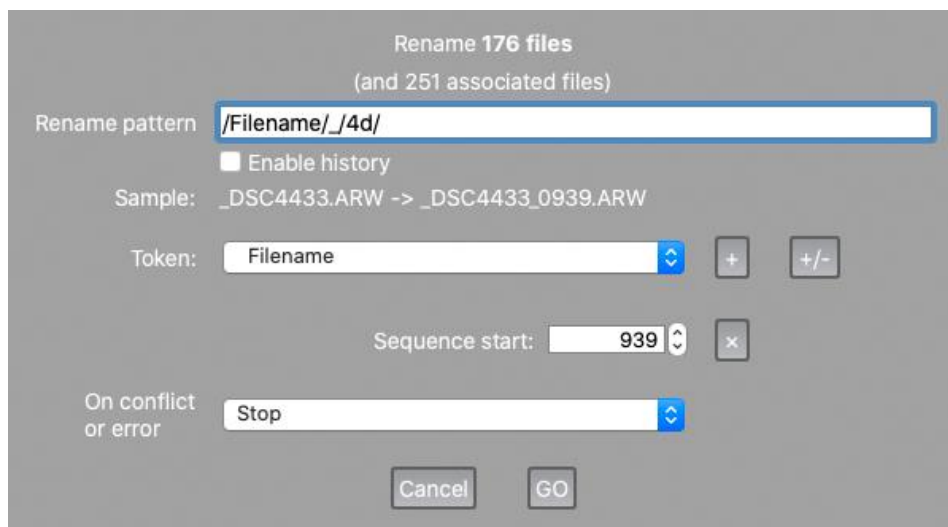 Rename 176 files
(and 251 associated files)
Rename pattern /Filename/_/4d/
Enable history
Sample: _DSC4433.ARW -> _DSC4433_0939.ARW
Token: Filename + +/-
Sequence start: 939 ×
On conflict
or error Stop
Cancel GO